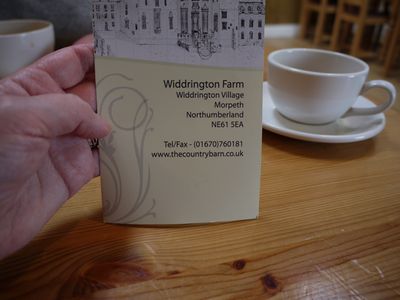 Widdrington Farm
Widdrington Village
Morpeth
Northumberland
NE61 5EA
Tel/Fax - (01670)760181
www.thecountrybarn.co.uk